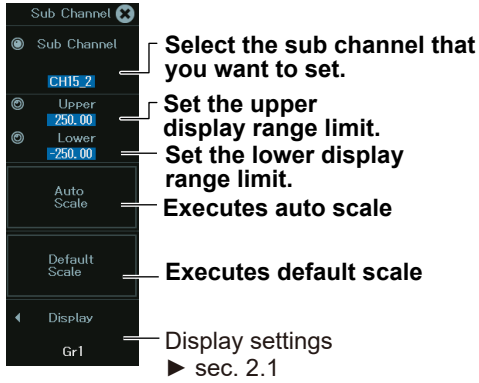 Sub Channel
Sub Channel
CH15_2
Select the sub channel that
you want to set.
Upper
250.00
Set the upper
display range limit.
Lower
-250.00
Set the lower display
range limit.
Auto
Scale
Executes auto scale
Default
Scale
Executes default scale
Display
Gr1
Display settings
► sec. 2.1